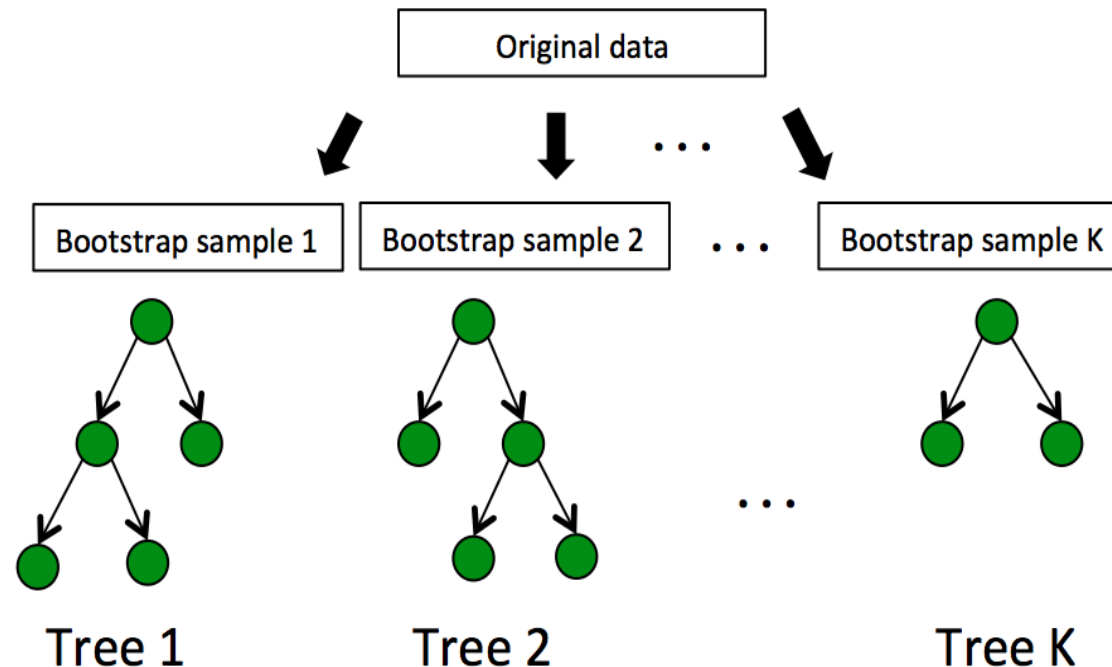 Original data
. . .
Bootstrap sample 1
Bootstrap sample 2
. . .
Bootstrap sample K
. . .
Tree 1
Tree 2
Tree K